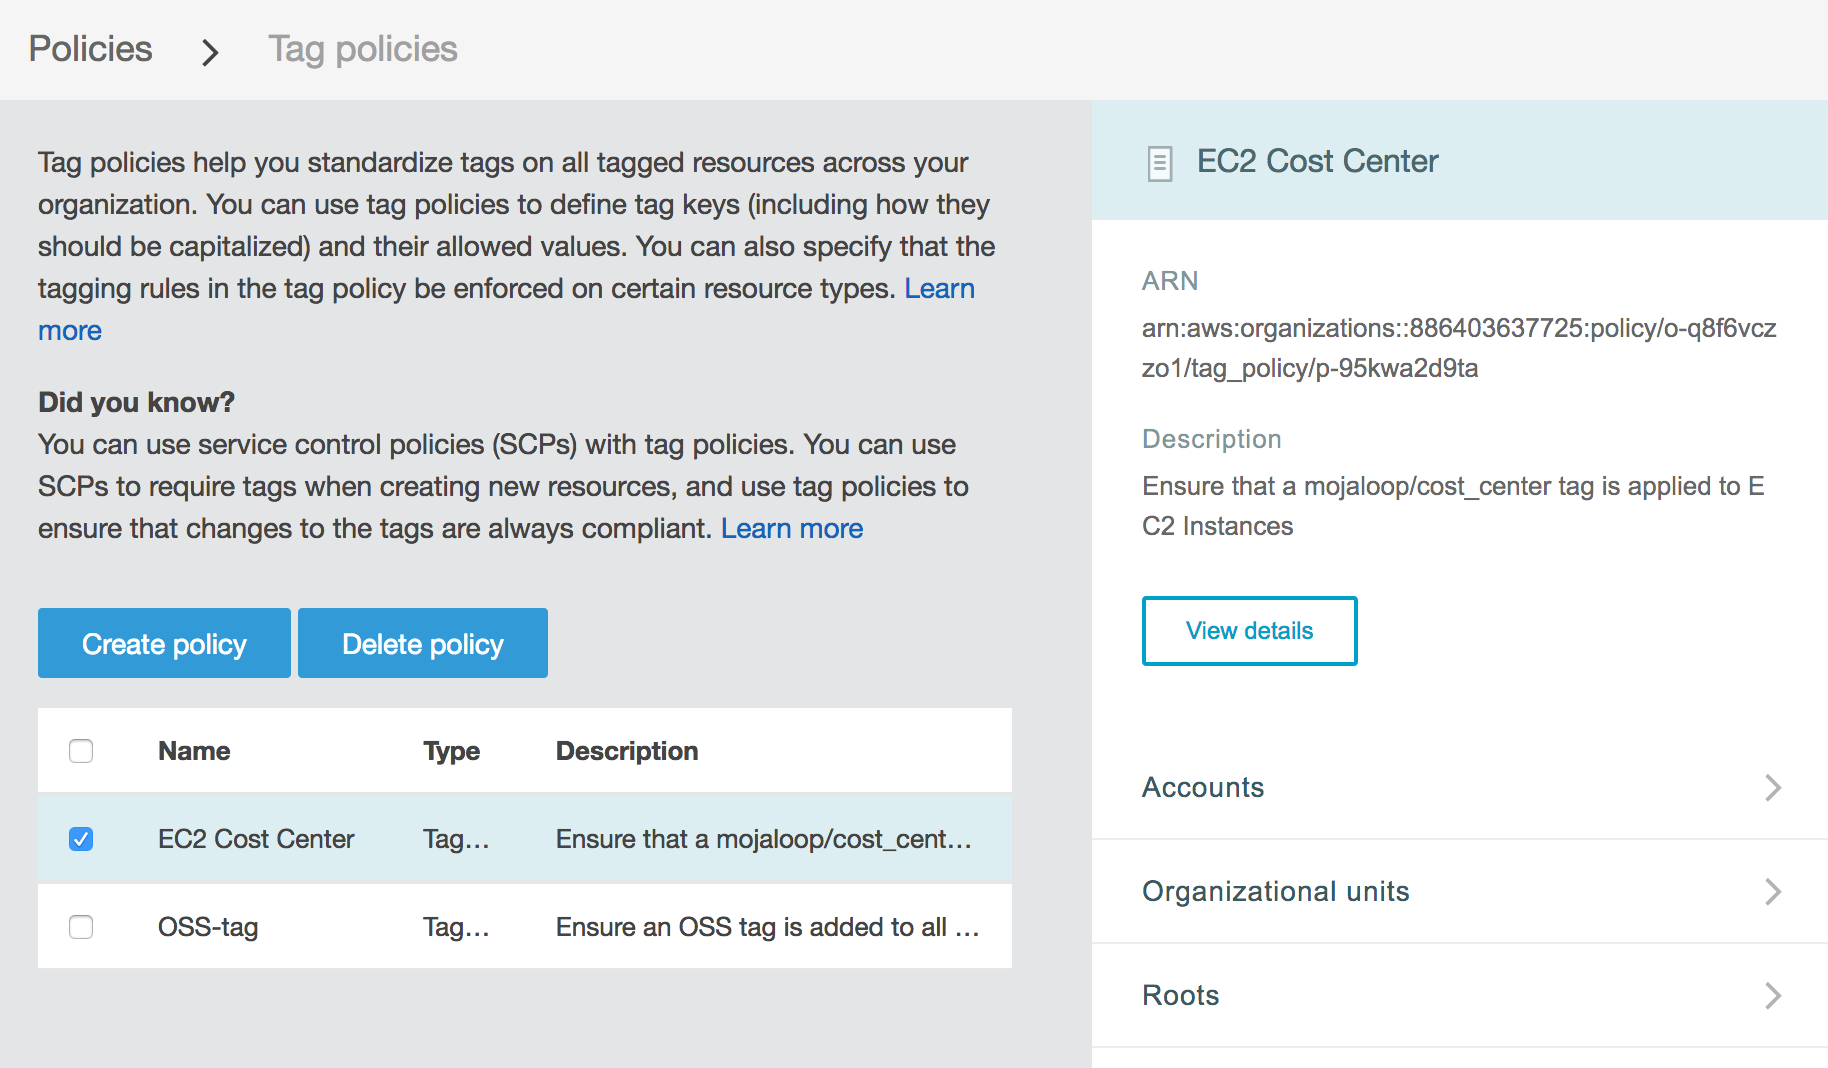 Policies > Tag policies
Tag policies help you standardize tags on all tagged resources across your
organization. You can use tag policies to define tag keys (including how they
should be capitalized) and their allowed values. You can also specify that the
tagging rules in the tag policy be enforced on certain resource types. Learn
more
Did you know?
You can use service control policies (SCPs) with tag policies. You can use
SCPs to require tags when creating new resources, and use tag policies to
ensure that changes to the tags are always compliant. Learn more
Create policy Delete policy
Name Type Description
EC2 Cost Center Tag... Ensure that a mojaloop/cost_cent...
OSS-tag Tag... Ensure an OSS tag is added to all ...
EC2 Cost Center
ARN
arn:aws:organizations::886403637725:policy/o-q8f6vcz
zo1/tag_policy/p-95kwa2d9ta
Description
Ensure that a mojaloop/cost_center tag is applied to E
C2 Instances
View details
Accounts
Organizational units
Roots